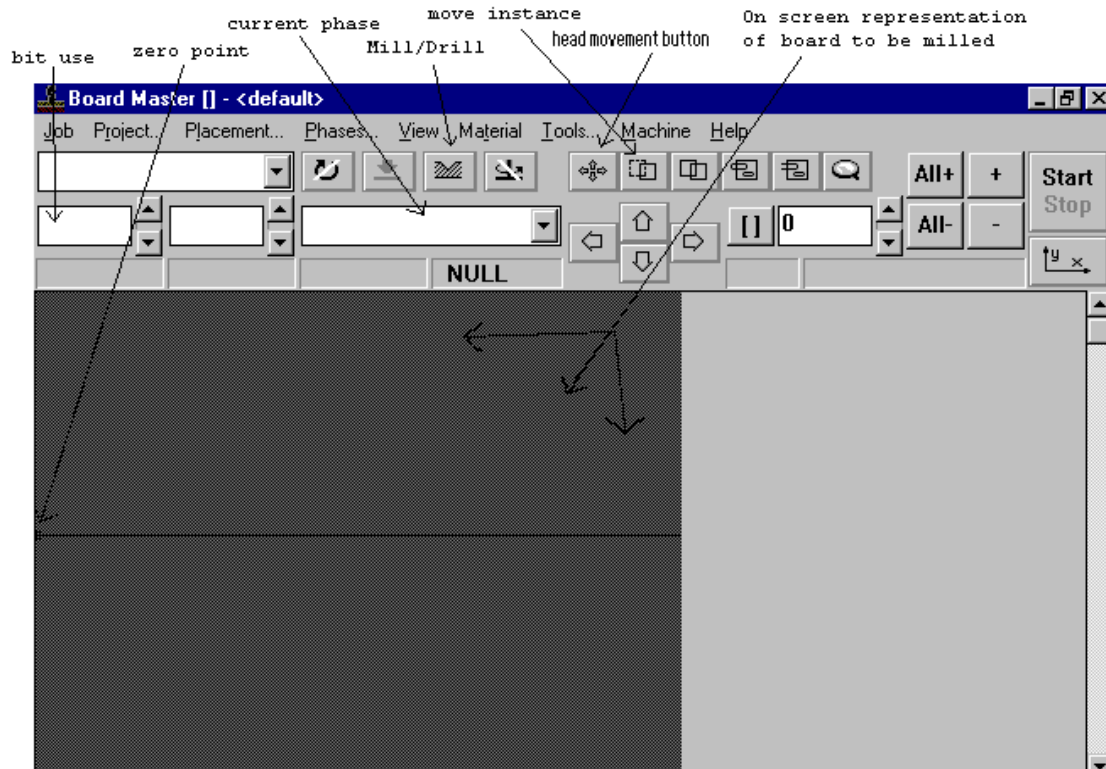 move instance
On screen representation
of board to be milled
current phase
head movement button
zero point
Mill/Drill
bit use
Board Master [] - <default>
Job Project... Placement... Phases... View Material Tools... Machine Help
All+ + Start
Stop
[ ] 0 All- -
y x
NULL